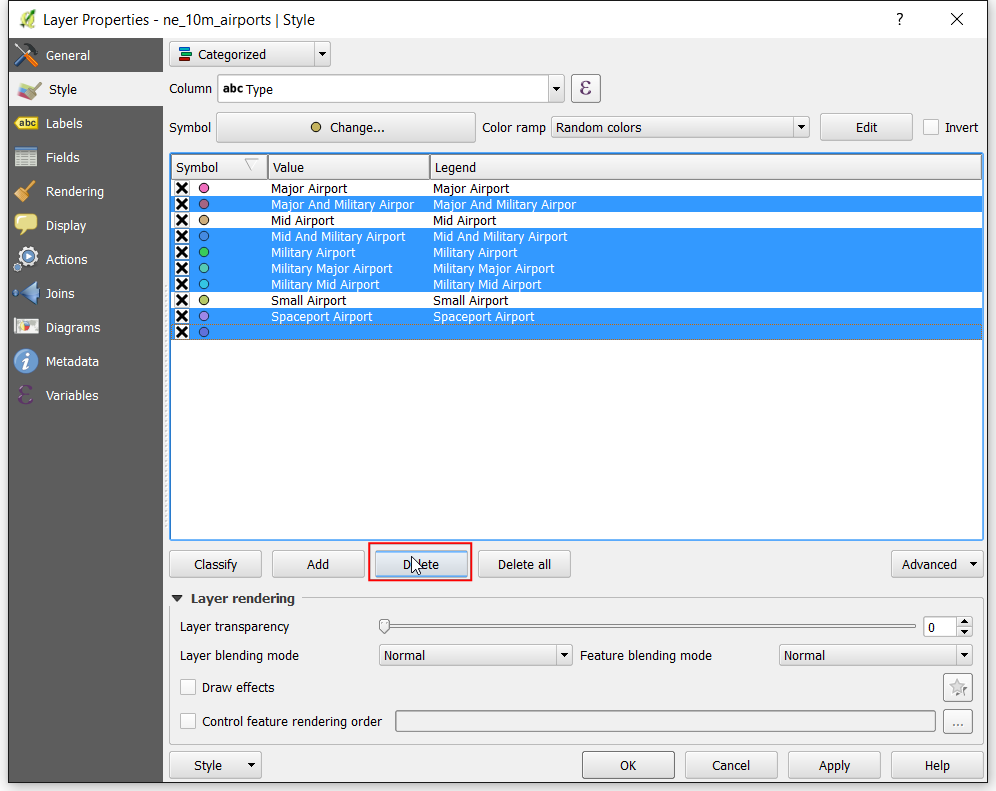 Layer Properties - ne_10m_airports | Style ?
General
Style
Labels
Fields
Rendering
Display
Actions
Joins
Diagrams
Metadata
Variables
Categorized
Column abc Type ε
Symbol Change... Color ramp Random colors Edit Invert
Symbol Value Legend
Major Airport Major Airport
Major And Military Airpor Major And Military Airpor
Mid Airport Mid Airport
Mid And Military Airport Mid And Military Airport
Military Airport Military Airport
Military Major Airport Military Major Airport
Military Mid Airport Military Mid Airport
Small Airport Small Airport
Spaceport Airport Spaceport Airport
Classify Add Delete Delete all Advanced
Layer rendering
Layer transparency 0
Layer blending mode Normal Feature blending mode Normal
Draw effects
Control feature rendering order ...
Style OK Cancel Apply Help